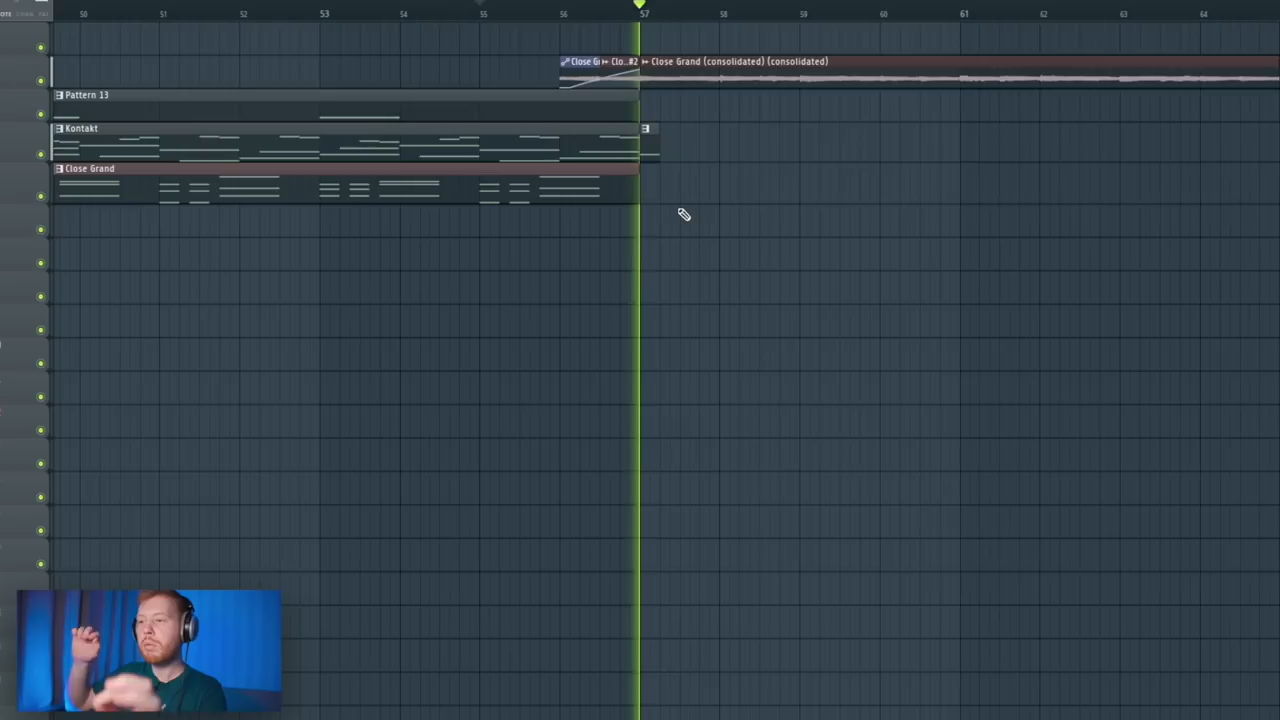 50 51 52 53 54 55 56 57 58 59 60 61 62 63 64
Close Gr Clo..#2 Close Grand (consolidated) (consolidated)
Pattern 13
Kontakt
Close Grand